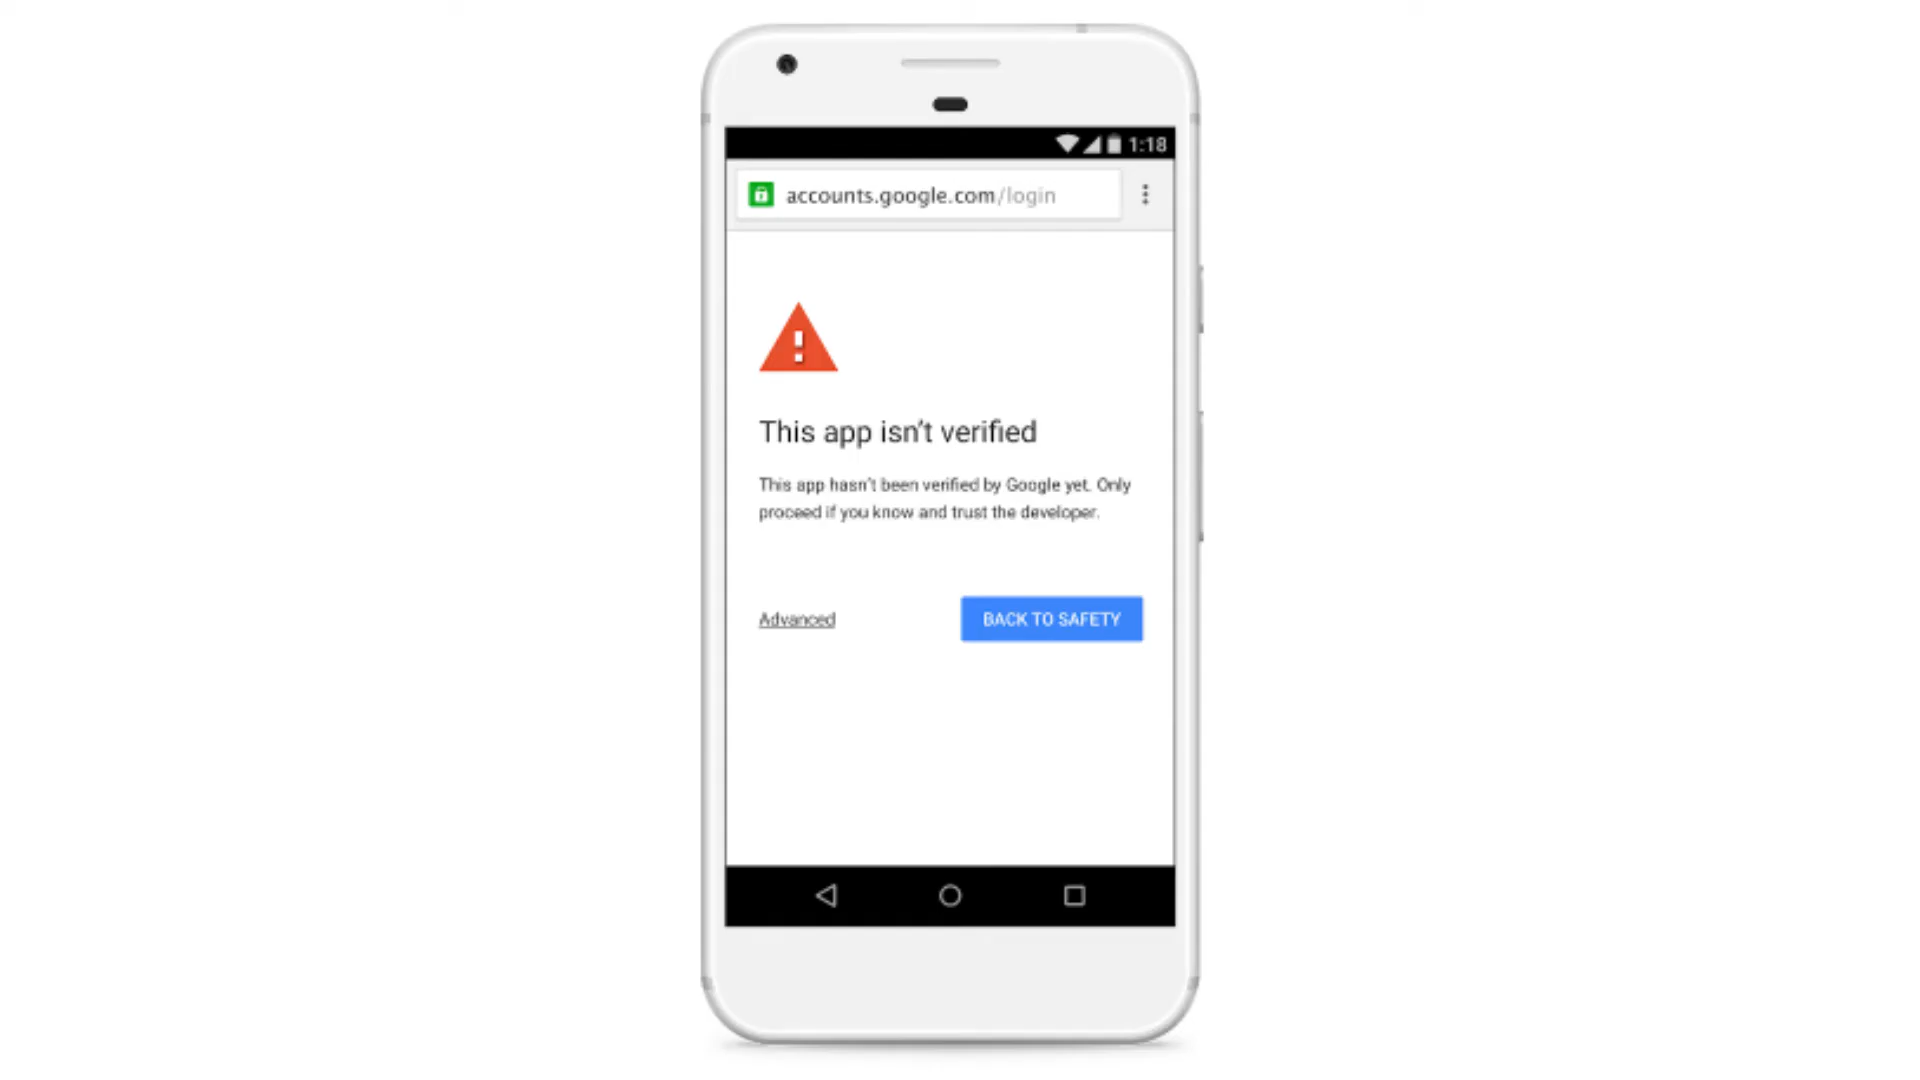 1:18
accounts.google.com/login
This app isn't verified
This app hasn't been verified by Google yet. Only
proceed if you know and trust the developer.
Advanced
BACK TO SAFETY